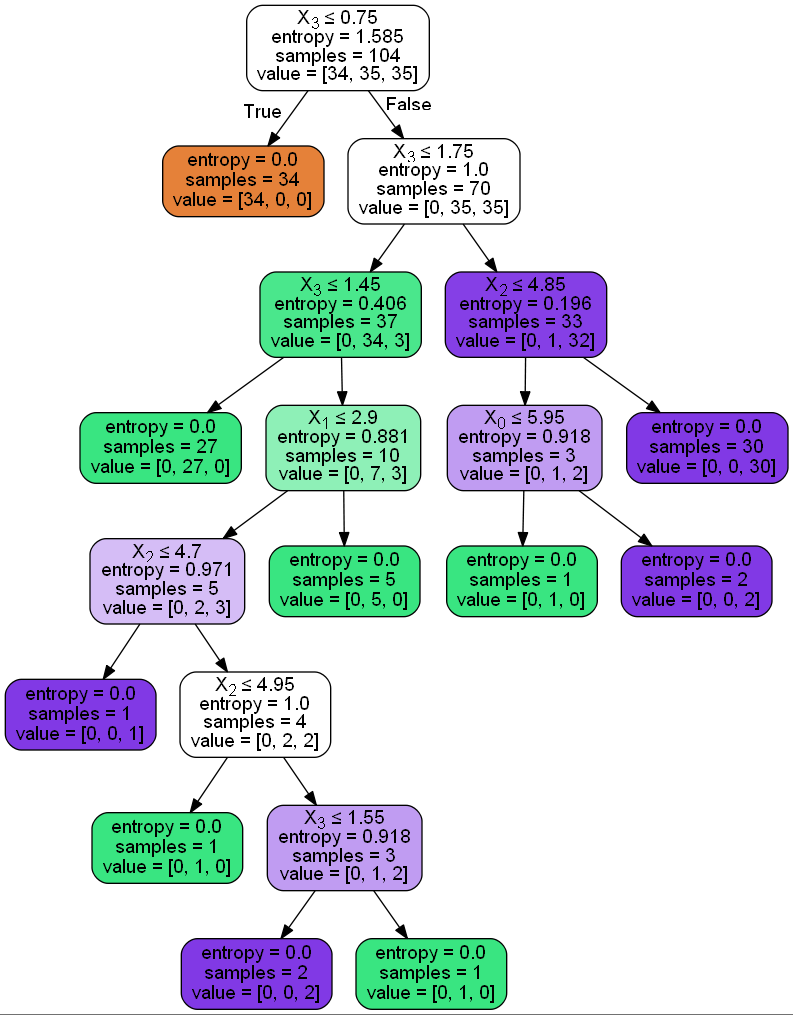 X₃ ≤ 0.75
entropy = 1.585
samples = 104
value = [34, 35, 35]
True
False
entropy = 0.0
samples = 34
value = [34, 0, 0]
X₃ ≤ 1.75
entropy = 1.0
samples = 70
value = [0, 35, 35]
X₃ ≤ 1.45
entropy = 0.406
samples = 37
value = [0, 34, 3]
X₂ ≤ 4.85
entropy = 0.196
samples = 33
value = [0, 1, 32]
entropy = 0.0
samples = 27
value = [0, 27, 0]
X₁ ≤ 2.9
entropy = 0.881
samples = 10
value = [0, 7, 3]
X₀ ≤ 5.95
entropy = 0.918
samples = 3
value = [0, 1, 2]
entropy = 0.0
samples = 30
value = [0, 0, 30]
X₂ ≤ 4.7
entropy = 0.971
samples = 5
value = [0, 2, 3]
entropy = 0.0
samples = 5
value = [0, 5, 0]
entropy = 0.0
samples = 1
value = [0, 1, 0]
entropy = 0.0
samples = 2
value = [0, 0, 2]
entropy = 0.0
samples = 1
value = [0, 0, 1]
X₂ ≤ 4.95
entropy = 1.0
samples = 4
value = [0, 2, 2]
entropy = 0.0
samples = 1
value = [0, 1, 0]
X₃ ≤ 1.55
entropy = 0.918
samples = 3
value = [0, 1, 2]
entropy = 0.0
samples = 2
value = [0, 0, 2]
entropy = 0.0
samples = 1
value = [0, 1, 0]